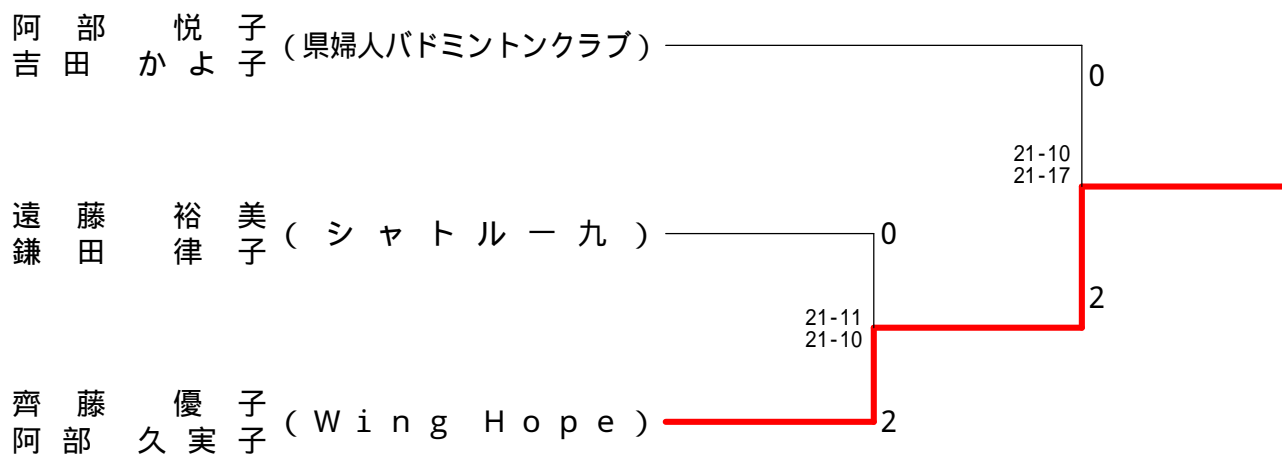 阿部 悦子
吉田 かよ子
(県婦人バドミントンクラブ)
0
21-10
21-17
遠藤 裕美
鎌田 律子
(シャトル一九)
0
2
21-11
21-10
齊藤 優子
阿部 久実子
(Wing Hope)
2